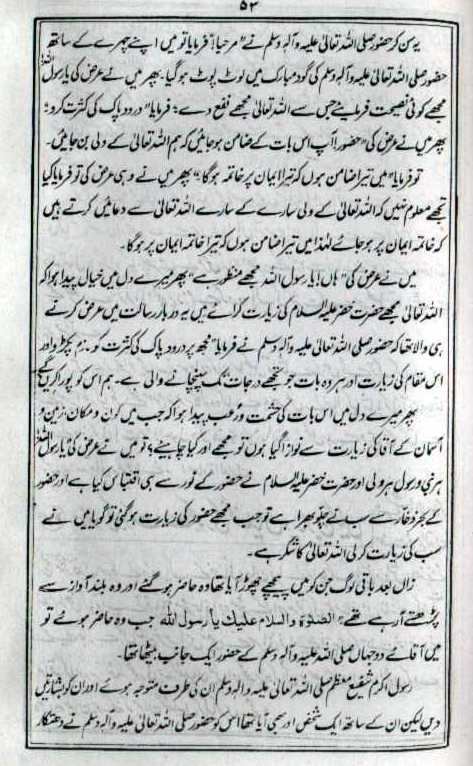 ۵۴
یہ سن کر حضور صلی اللہ تعالیٰ علیہ وآلہ وسلم نے "مرحبا" فرمایا تو میں اپنے چہرے کے ساتھ
حضور صلی اللہ تعالیٰ علیہ وآلہ وسلم کی گود مبارک میں لوٹ پوٹ ہو گیا۔ پھر میں نے عرض کی یا رسول اللہ
مجھے کوئی نصیحت فرمایئے جس سے اللہ تعالیٰ مجھے نفع دے؛ فرمایا "درود پاک کی کثرت کرو؛
پھر میں نے عرض کی "حضور! آپ اس بات کے ضامن ہو جائیں کہ ہم اللہ تعالیٰ کے ولی بن جائیں۔
تو فرمایا "میں تیرا ضامن ہوں کہ تیرا ایمان پر خاتمہ ہوگا۔" پھر میں نے وہی عرض کی تو فرمایا کیا
تجھے معلوم نہیں کہ اللہ تعالیٰ کے ولی سارے کے سارے اللہ تعالیٰ سے دعائیں کرتے ہیں
کہ خاتمہ ایمان پر ہو جائے لہٰذا میں تیرا ضامن ہوں کہ تیرا خاتمہ ایمان پر ہوگا۔
میں نے عرض کی "ہاں! یا رسول اللہ مجھے منظور ہے" پھر میرے دل میں خیال پیدا ہوا کہ
اللہ تعالیٰ مجھے حضرت خضر علیہ السلام کی زیارت کرائے میں یہ دربار رسالت میں عرض کرنے
ہی والا تھا کہ حضور صلی اللہ تعالیٰ علیہ وآلہ وسلم نے فرمایا "مجھ پر درود پاک کی کثرت کو لازم پکڑو اور
اس مقام کی زیارت اور ہر وہ بات جو تجھے درجات تک پہنچانے والی ہے۔ ہم اس کو پورا کریں گے
پھر میرے دل میں اس بات کی حشمت و رعب پیدا ہوا کہ جب میں کون و مکان زمین و
آسمان کے آقا کی زیارت سے نوازا گیا ہوں تو مجھے اور کیا چاہیئے؟ تو میں نے عرض کی یا رسول اللہ
ہر نبی و رسول ہر ولی اور حضرت خضر علیہ السلام نے حضور کے نور سے ہی اقتباس کیا ہے اور حضور
کے بحر ذخار سے سب نے چلو بھرا ہے تو جب مجھے حضور کی زیارت ہو گئی تو گویا میں نے
سب کی زیارت کر لی اللہ تعالیٰ کا شکر ہے۔
زاں بعد باقی لوگ جن کو میں پیچھے چھوڑ آیا تھا وہ حاضر ہو گئے اور وہ بلند آواز سے
پڑھتے آرہے تھے "الصلوٰۃ والسلام علیک یا رسول اللہ جب وہ حاضر ہوئے تو
میں آقائے دو جہاں صلی اللہ علیہ وآلہ وسلم کے حضور ایک جانب بیٹھا تھا۔
رسول اکرم شفیع معظم صلی اللہ تعالیٰ علیہ وآلہ وسلم ان کی طرف متوجہ ہوئے اور ان کو بشارتیں
دیں لیکن ان کے ساتھ ایک شخص اور بھی آیا تھا اس کو حضور صلی اللہ تعالیٰ علیہ وآلہ وسلم نے دھتکار